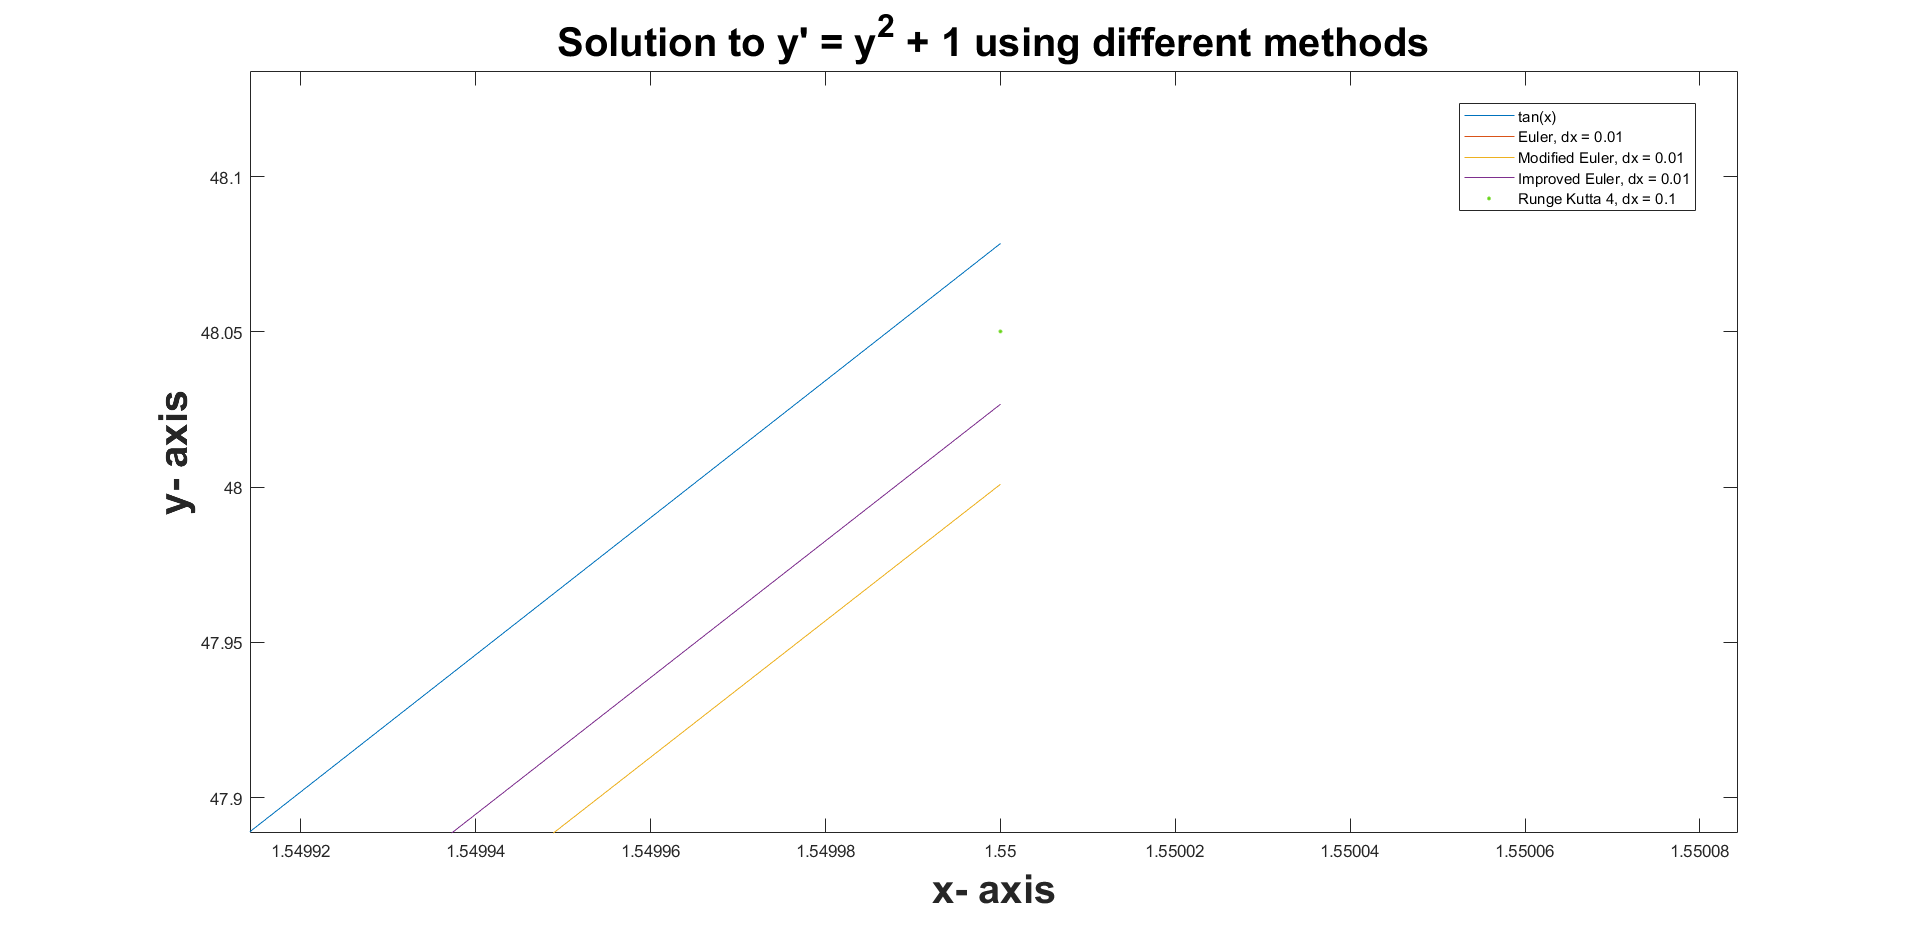 Solution to y' = y2 + 1 using different methods
tan(x)
Euler, dx = 0.01
Modified Euler, dx = 0.01
Improved Euler, dx = 0.01
Runge Kutta 4, dx = 0.1
48.1
48.05
48
47.95
47.9
y- axis
1.54992
1.54994
1.54996
1.54998
1.55
1.55002
1.55004
1.55006
1.55008
x- axis